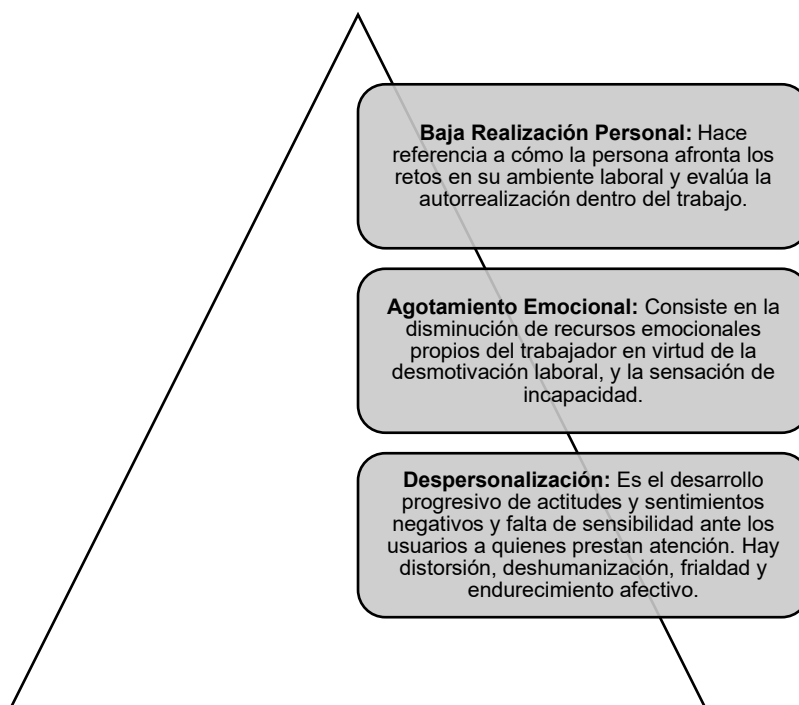 Baja Realización Personal: Hace
referencia a cómo la persona afronta los
retos en su ambiente laboral y evalúa la
autorrealización dentro del trabajo.
Agotamiento Emocional: Consiste en la
disminución de recursos emocionales
propios del trabajador en virtud de la
desmotivación laboral, y la sensación de
incapacidad.
Despersonalización: Es el desarrollo
progresivo de actitudes y sentimientos
negativos y falta de sensibilidad ante los
usuarios a quienes prestan atención. Hay
distorsión, deshumanización, frialdad y
endurecimiento afectivo.